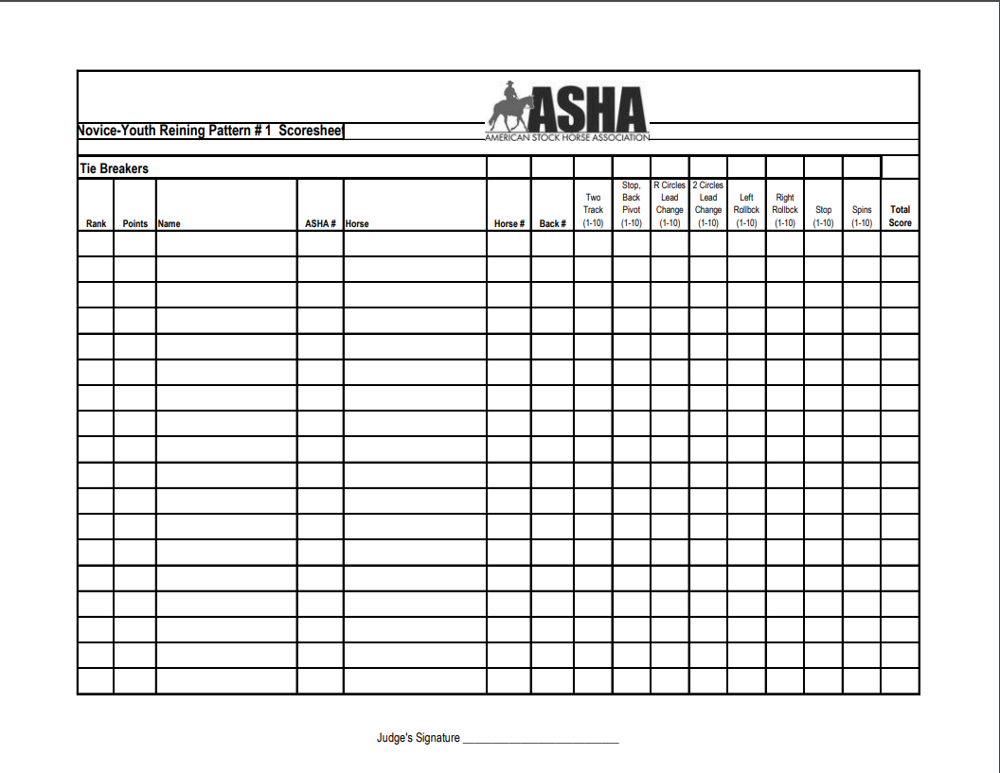 ASHA
AMERICAN STOCK HORSE ASSOCIATION
Novice-Youth Reining Pattern # 1 Scoresheet
Tie Breakers
Rank
Points
Name
ASHA #
Horse
Horse #
Back #
Two
Track
(1-10)
Stop,
Back
Pivot
(1-10)
R Circles
Lead
Change
(1-10)
2 Circles
Lead
Change
(1-10)
Left
Rollbck
(1-10)
Right
Rollbck
(1-10)
Stop
(1-10)
Spins
(1-10)
Total
Score
Judge's Signature ________________________